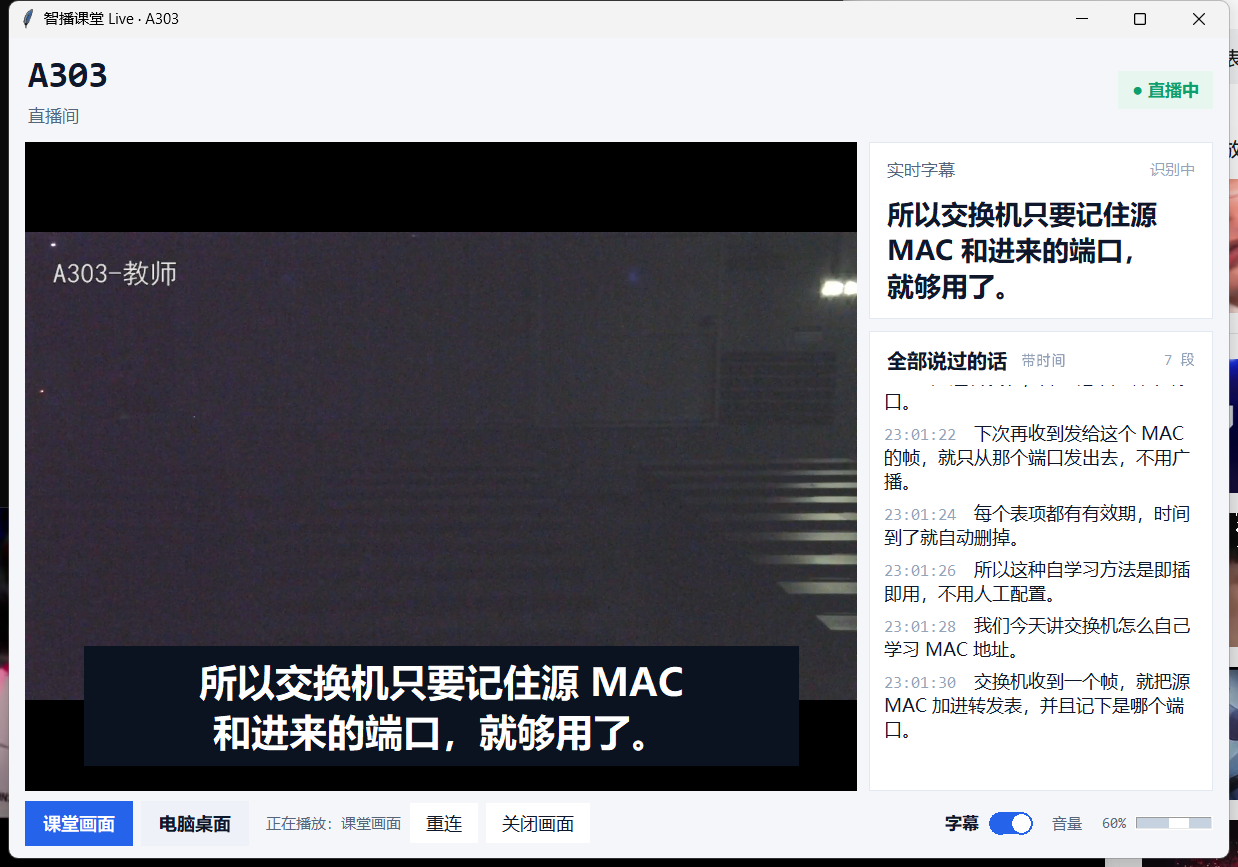 智播课堂 Live · A303
A303
直播间
● 直播中
A303-教师
所以交换机只要记住源 MAC
和进来的端口，就够用了。
实时字幕 识别中
所以交换机只要记住源
MAC 和进来的端口，
就够用了。
全部说过的话 带时间 7 段
口。
23:01:22 下次再收到发给这个 MAC
的帧，就只从那个端口发出去，不用广
播。
23:01:24 每个表项都有有效期，时间
到了就自动删掉。
23:01:26 所以这种自学习方法是即插
即用，不用人工配置。
23:01:28 我们今天讲交换机怎么自己
学习 MAC 地址。
23:01:30 交换机收到一个帧，就把源
MAC 加进转发表，并且记下是哪个端
口。
课堂画面 电脑桌面 正在播放：课堂画面 重连 关闭画面 字幕 音量 60%